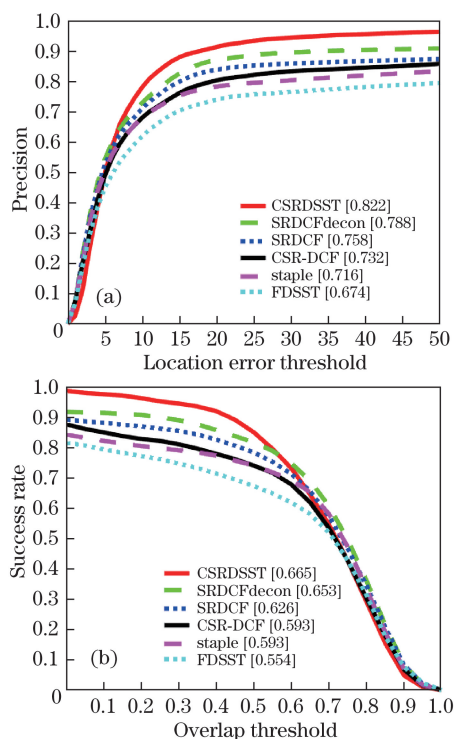 1.0
0.9
0.8
0.7
0.6
0.5
0.4
0.3
0.2
0.1
0
Precision
CSRDSST [0.822]
SRDCFdecon [0.788]
SRDCF [0.758]
CSR-DCF [0.732]
staple [0.716]
FDSST [0.674]
(a)
5 10 15 20 25 30 35 40 45 50
Location error threshold
1.0
0.9
0.8
0.7
0.6
0.5
0.4
0.3
0.2
0.1
0
Success rate
CSRDSST [0.665]
SRDCFdecon [0.653]
SRDCF [0.626]
CSR-DCF [0.593]
staple [0.593]
FDSST [0.554]
(b)
0.1 0.2 0.3 0.4 0.5 0.6 0.7 0.8 0.9 1.0
Overlap threshold